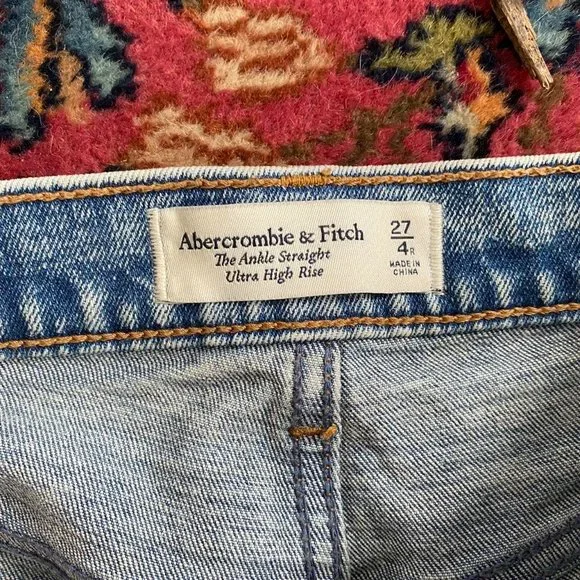 Abercrombie & Fitch
The Ankle Straight
Ultra High Rise
27
4R
MADE IN
CHINA